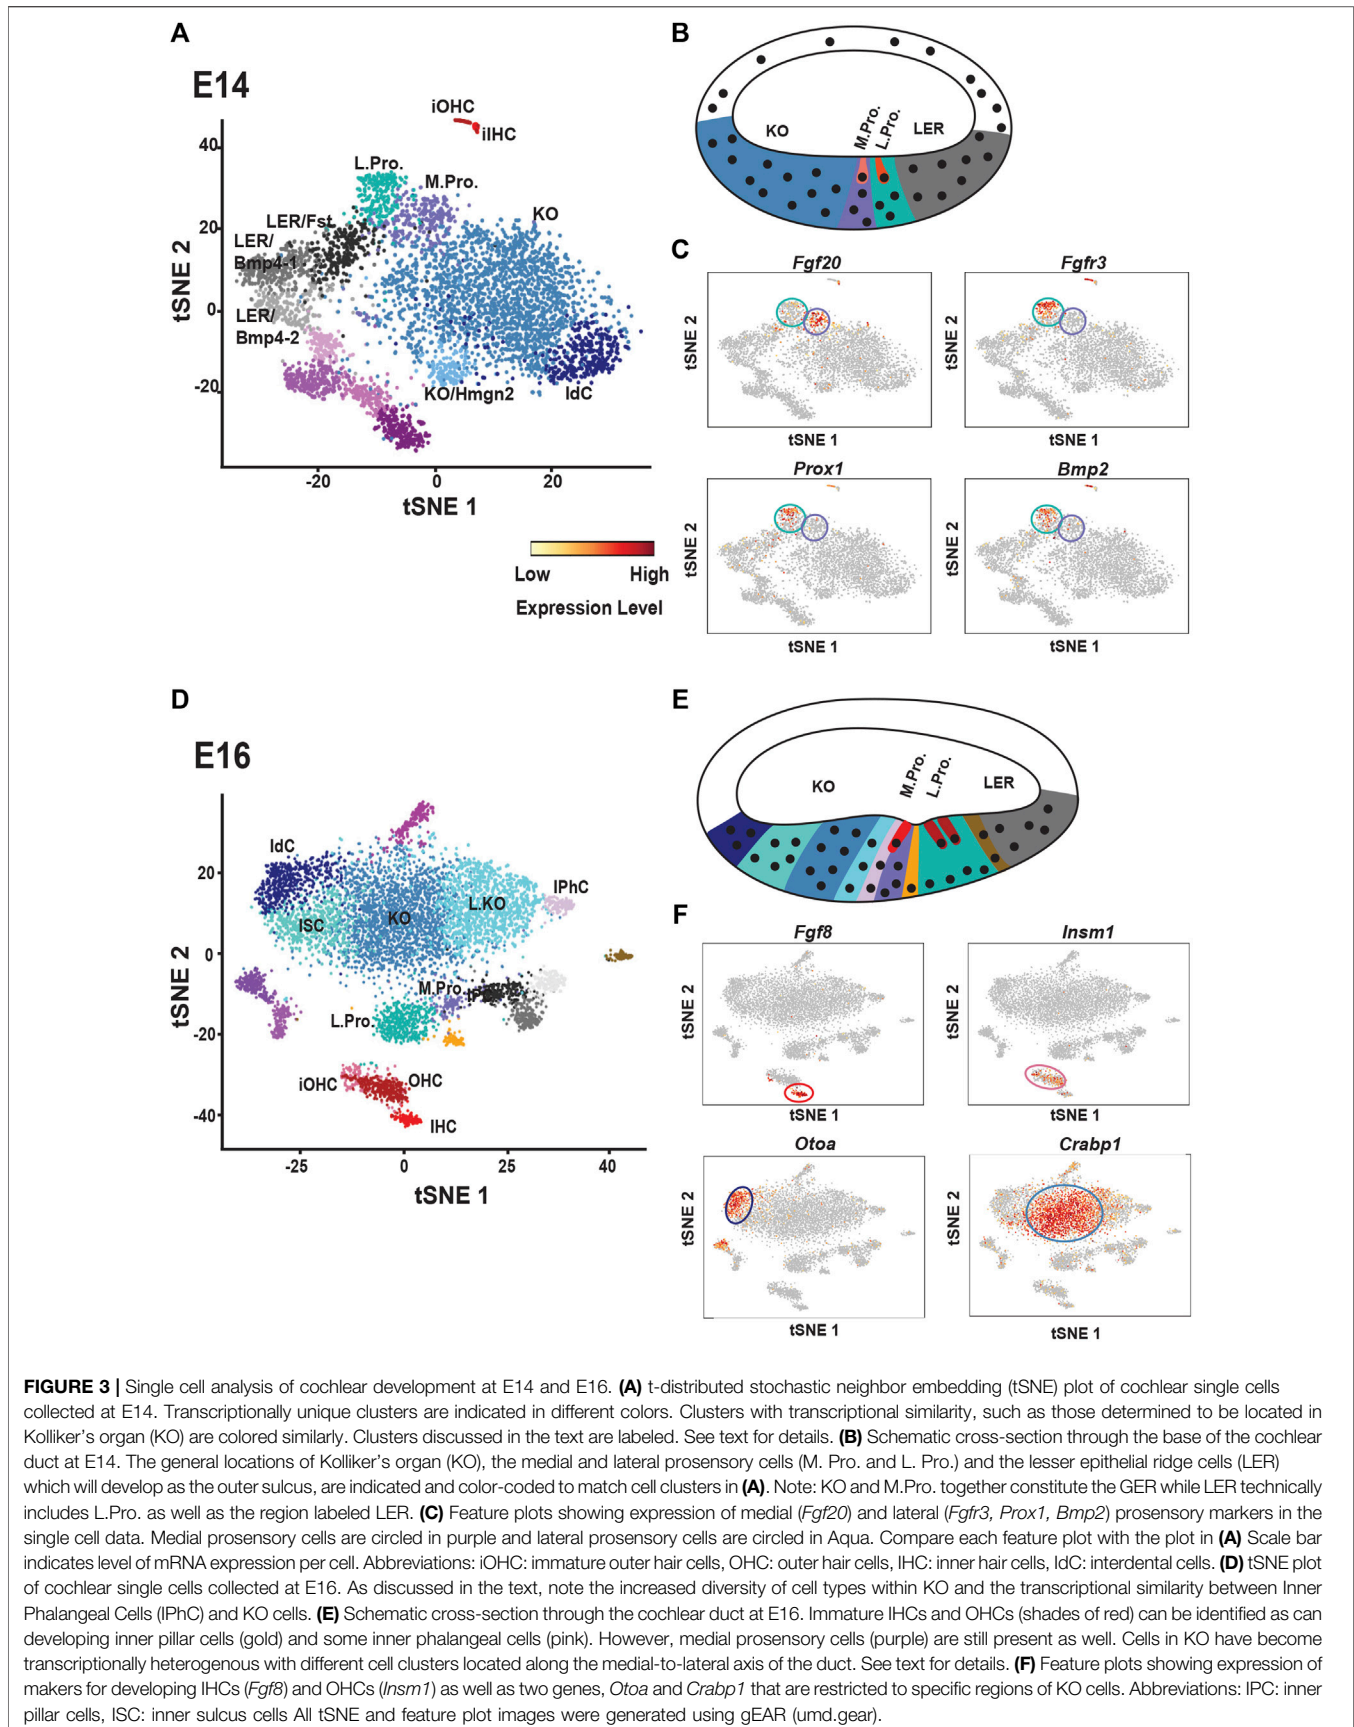 A
E14
iOHC
iIHC
L.Pro.
M.Pro.
KO
LER/Fst
LER/
Bmp4-1
LER/
Bmp4-2
KO/Hmgn2
IdC
40
20
0
-20
-20
0
20
tSNE 2
tSNE 1
Low
High
Expression Level
B
KO
M.Pro.
L.Pro.
LER
C
Fgf20
Fgfr3
tSNE 2
tSNE 2
tSNE 1
tSNE 1
Prox1
Bmp2
tSNE 2
tSNE 2
tSNE 1
tSNE 1
D
E16
IdC
ISC
KO
L.KO
IPhC
M.Pro.
IPC
L.Pro.
iOHC
OHC
IHC
20
0
-20
-40
-25
0
25
40
tSNE 2
tSNE 1
E
KO
M.Pro.
L.Pro.
LER
F
Fgf8
Insm1
tSNE 2
tSNE 2
tSNE 1
tSNE 1
Otoa
Crabp1
tSNE 2
tSNE 2
tSNE 1
tSNE 1
FIGURE 3 | Single cell analysis of cochlear development at E14 and E16. (A) t-distributed stochastic neighbor embedding (tSNE) plot of cochlear single cells
collected at E14. Transcriptionally unique clusters are indicated in different colors. Clusters with transcriptional similarity, such as those determined to be located in
Kolliker's organ (KO) are colored similarly. Clusters discussed in the text are labeled. See text for details. (B) Schematic cross-section through the base of the cochlear
duct at E14. The general locations of Kolliker's organ (KO), the medial and lateral prosensory cells (M. Pro. and L. Pro.) and the lesser epithelial ridge cells (LER)
which will develop as the outer sulcus, are indicated and color-coded to match cell clusters in (A). Note: KO and M.Pro. together constitute the GER while LER technically
includes L.Pro. as well as the region labeled LER. (C) Feature plots showing expression of medial (Fgf20) and lateral (Fgfr3, Prox1, Bmp2) prosensory markers in the
single cell data. Medial prosensory cells are circled in purple and lateral prosensory cells are circled in Aqua. Compare each feature plot with the plot in (A) Scale bar
indicates level of mRNA expression per cell. Abbreviations: iOHC: immature outer hair cells, OHC: outer hair cells, IHC: inner hair cells, IdC: interdental cells. (D) tSNE plot
of cochlear single cells collected at E16. As discussed in the text, note the increased diversity of cell types within KO and the transcriptional similarity between Inner
Phalangeal Cells (IPhC) and KO cells. (E) Schematic cross-section through the cochlear duct at E16. Immature IHCs and OHCs (shades of red) can be identified as can
developing inner pillar cells (gold) and some inner phalangeal cells (pink). However, medial prosensory cells (purple) are still present as well. Cells in KO have become
transcriptionally heterogenous with different cell clusters located along the medial-to-lateral axis of the duct. See text for details. (F) Feature plots showing expression of
makers for developing IHCs (Fgf8) and OHCs (Insm1) as well as two genes, Otoa and Crabp1 that are restricted to specific regions of KO cells. Abbreviations: IPC: inner
pillar cells, ISC: inner sulcus cells All tSNE and feature plot images were generated using gEAR (umd.gear).